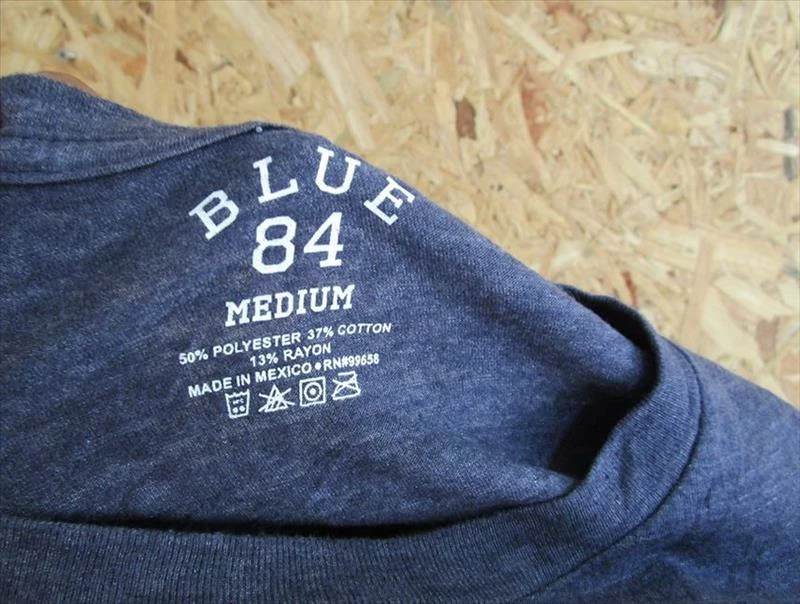 BLUE
84
MEDIUM
50% POLYESTER 37% COTTON
13% RAYON
MADE IN MEXICO • RN#99658